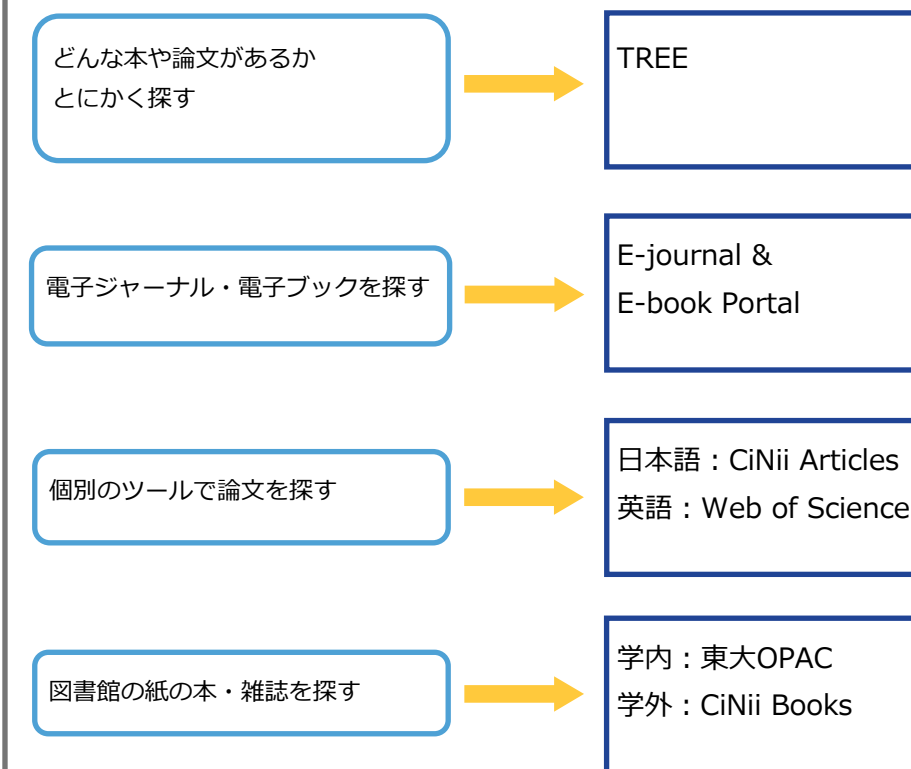 どんな本や論文があるか
とにかく探す
TREE
電子ジャーナル・電子ブックを探す
E-journal &
E-book Portal
個別のツールで論文を探す
日本語：CiNii Articles
英語：Web of Science
図書館の紙の本・雑誌を探す
学内：東大OPAC
学外：CiNii Books